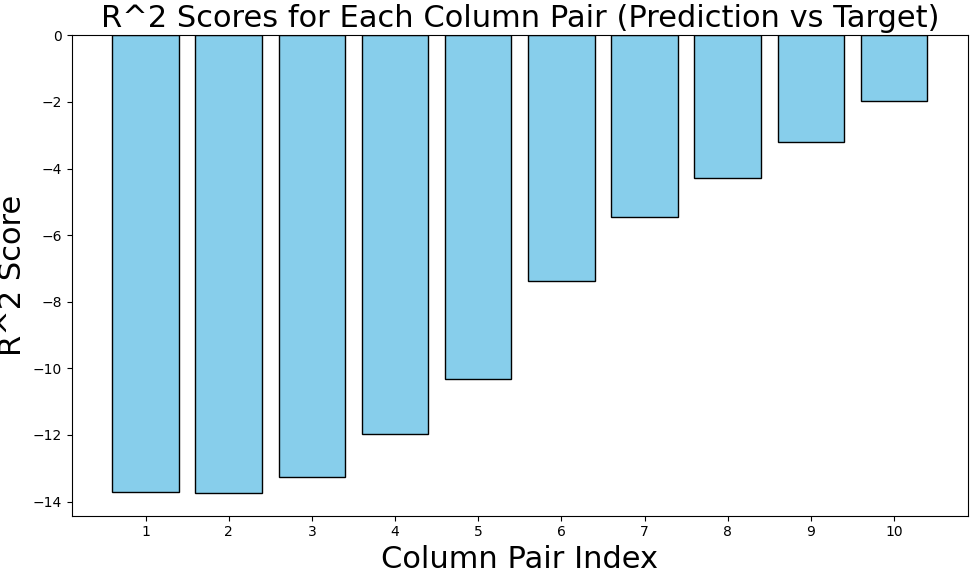 R^2 Scores for Each Column Pair (Prediction vs Target)
R^2 Score
0
−2
−4
−6
−8
−10
−12
−14
1 2 3 4 5 6 7 8 9 10
Column Pair Index